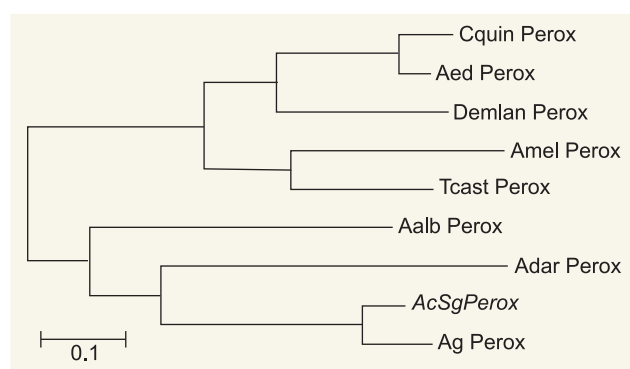 Cquin Perox
Aed Perox
Demlan Perox
Amel Perox
Tcast Perox
Aalb Perox
Adar Perox
AcSgPerox
Ag Perox
0.1